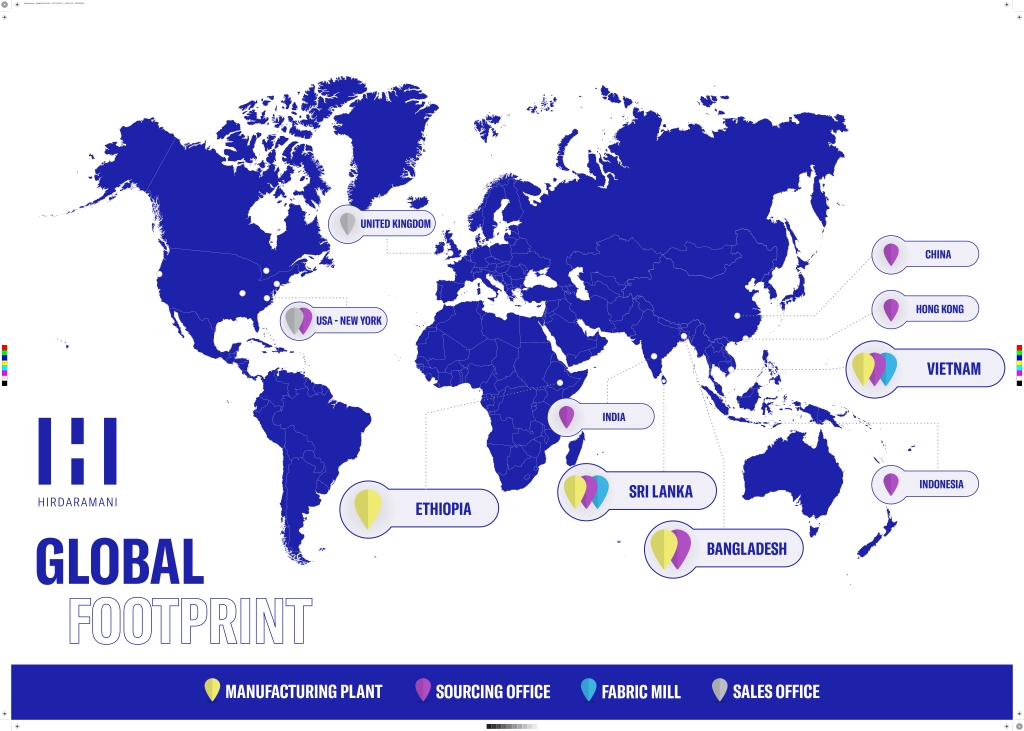 UNITED KINGDOM
CHINA
HONG KONG
USA - NEW YORK
VIETNAM
INDIA
INDONESIA
SRI LANKA
ETHIOPIA
BANGLADESH
HIRDARAMANI
GLOBAL
FOOTPRINT
MANUFACTURING PLANT SOURCING OFFICE FABRIC MILL SALES OFFICE